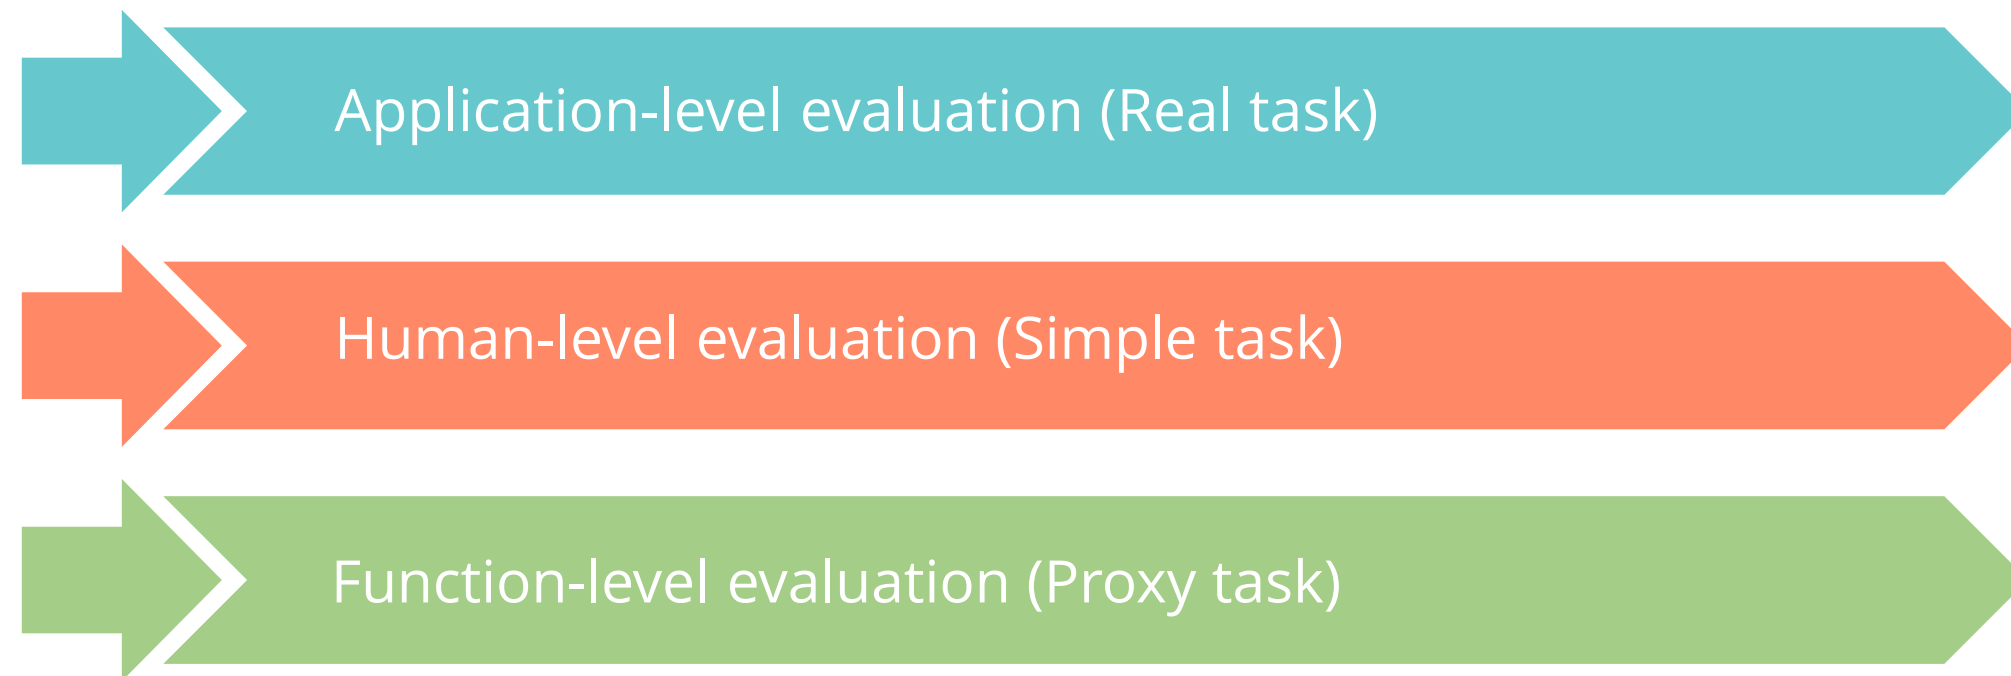 Application-level evaluation (Real task)
Human-level evaluation (Simple task)
Function-level evaluation (Proxy task)